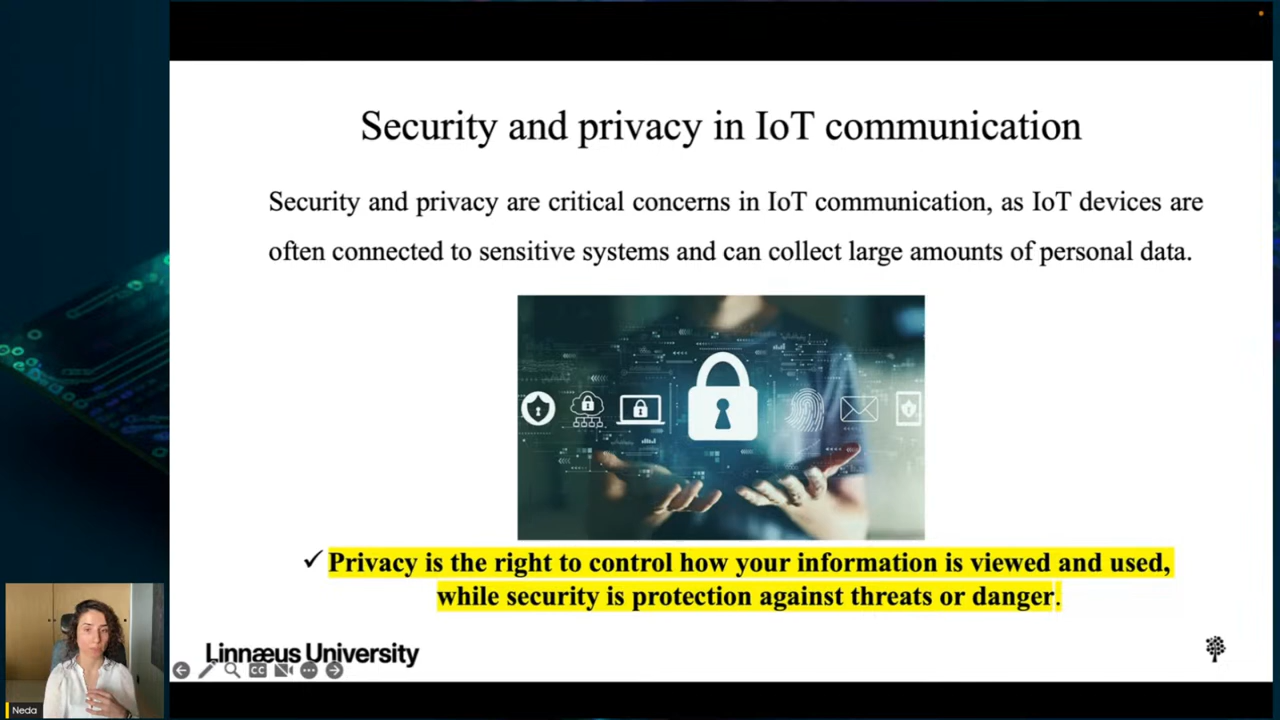 Security and privacy in IoT communication
Security and privacy are critical concerns in IoT communication, as IoT devices are
often connected to sensitive systems and can collect large amounts of personal data.
✓ Privacy is the right to control how your information is viewed and used,
while security is protection against threats or danger.
Linnæus University
CC
Neda